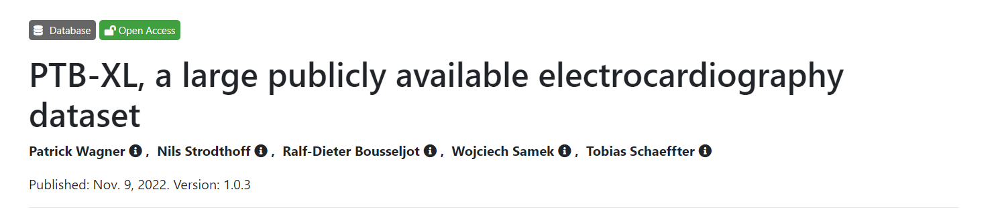 Database Open Access
PTB-XL, a large publicly available electrocardiography
dataset
Patrick Wagner , Nils Strodthoff , Ralf-Dieter Bousseljot , Wojciech Samek , Tobias Schaeffter
Published: Nov. 9, 2022. Version: 1.0.3